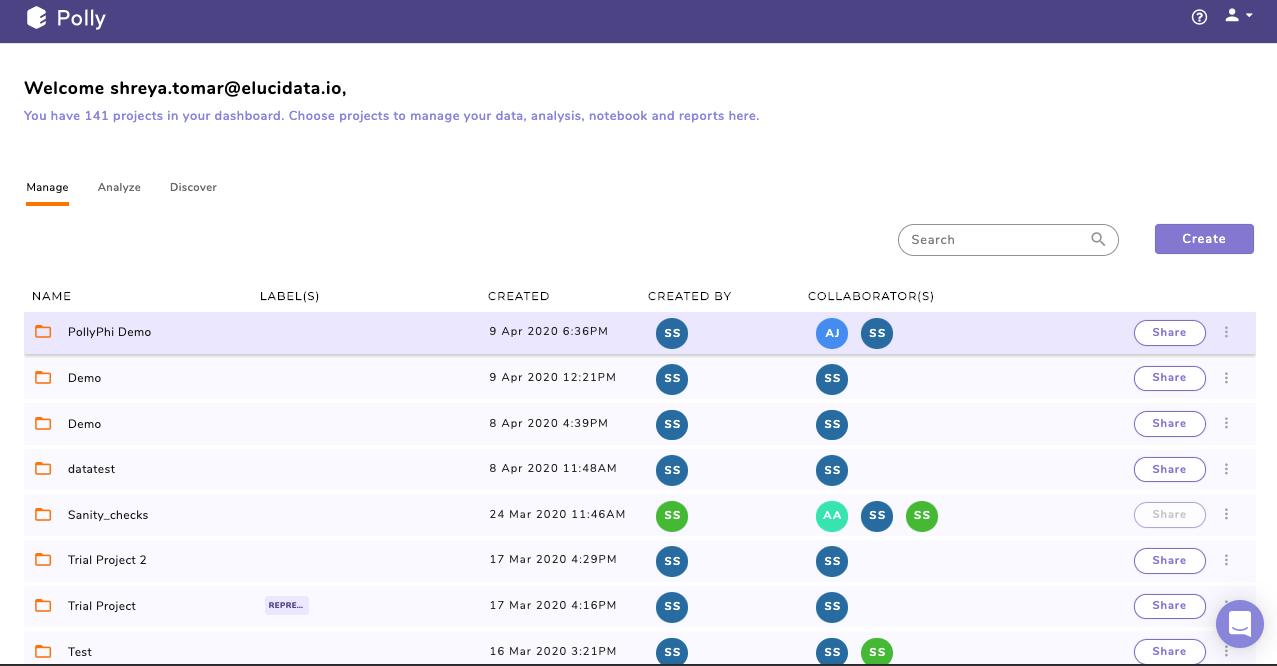 Polly
Welcome shreya.tomar@elucidata.io,
You have 141 projects in your dashboard. Choose projects to manage your data, analysis, notebook and reports here.
Manage Analyze Discover
Search Create
NAME LABEL(S) CREATED CREATED BY COLLABORATOR(S)
PollyPhi Demo 9 Apr 2020 6:36PM SS AJ SS Share
Demo 9 Apr 2020 12:21PM SS SS Share
Demo 8 Apr 2020 4:39PM SS SS Share
datatest 8 Apr 2020 11:48AM SS SS Share
Sanity_checks 24 Mar 2020 11:46AM SS AA SS SS Share
Trial Project 2 17 Mar 2020 4:29PM SS SS Share
Trial Project REPRE... 17 Mar 2020 4:16PM SS SS Share
Test 16 Mar 2020 3:21PM SS SS SS Share